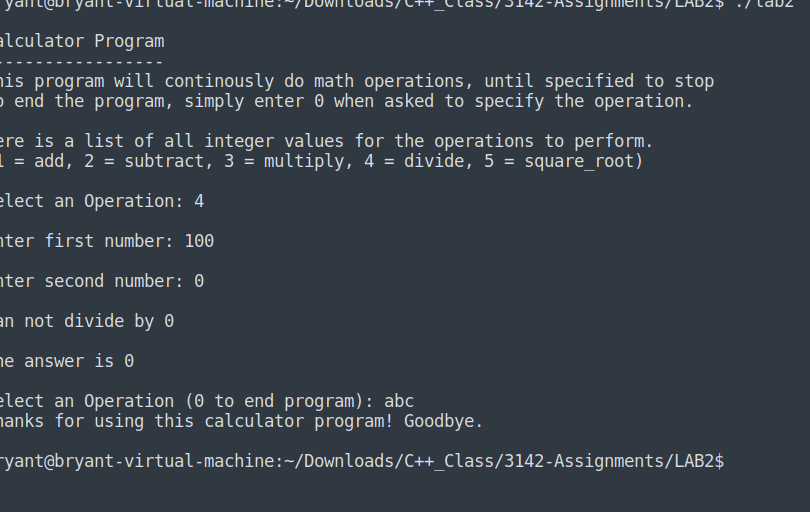 ryant@bryant-virtual-machine:~/Downloads/C++_Class/3142-Assignments/LAB2$ ./lab2
alculator Program
-----------------
his program will continously do math operations, until specified to stop
o end the program, simply enter 0 when asked to specify the operation.
ere is a list of all integer values for the operations to perform.
1 = add, 2 = subtract, 3 = multiply, 4 = divide, 5 = square_root)
elect an Operation: 4
nter first number: 100
nter second number: 0
an not divide by 0
he answer is 0
elect an Operation (0 to end program): abc
hanks for using this calculator program! Goodbye.
ryant@bryant-virtual-machine:~/Downloads/C++_Class/3142-Assignments/LAB2$